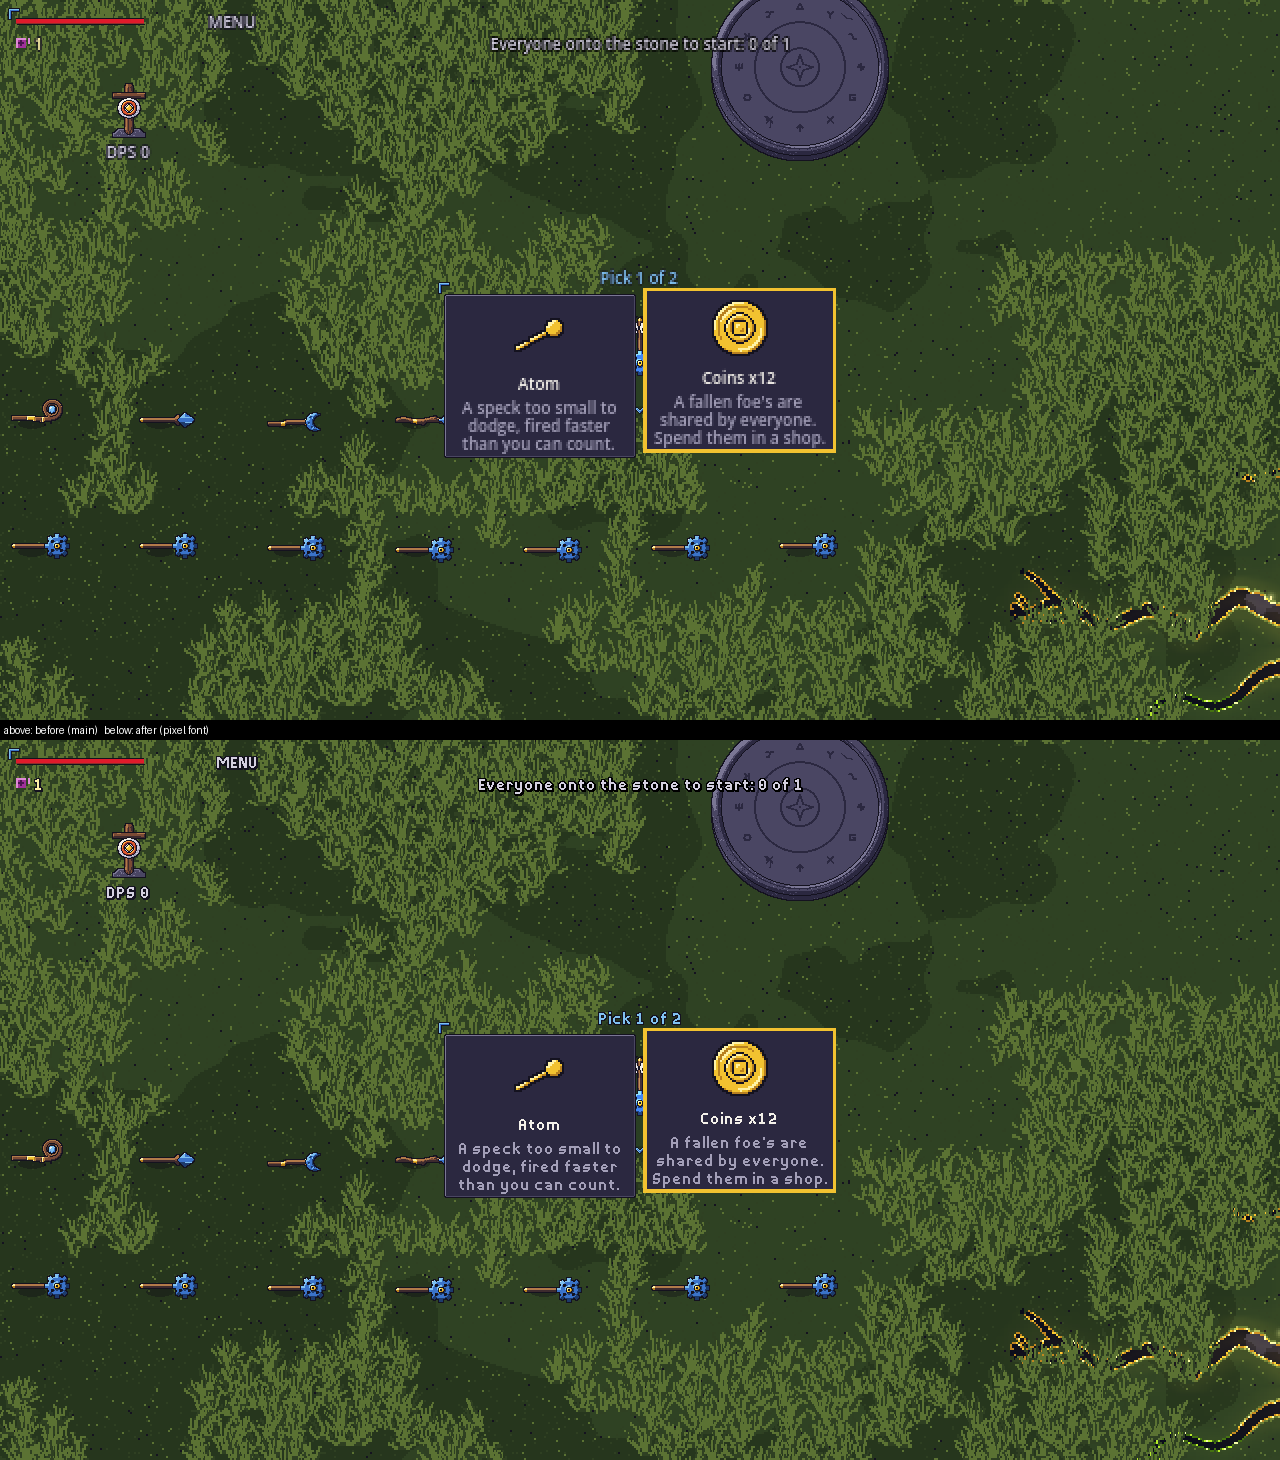 MENU
1
Everyone onto the stone to start: 0 of 1
DPS 0
Pick 1 of 2
Atom
A speck too small to
dodge, fired faster
than you can count.
Coins x12
A fallen foe's are
shared by everyone.
Spend them in a shop.
above: before (main) below: after (pixel font)
MENU
1
Everyone onto the stone to start: 0 of 1
DPS 0
Pick 1 of 2
Atom
A speck too small to
dodge, fired faster
than you can count.
Coins x12
A fallen foe's are
shared by everyone.
Spend them in a shop.